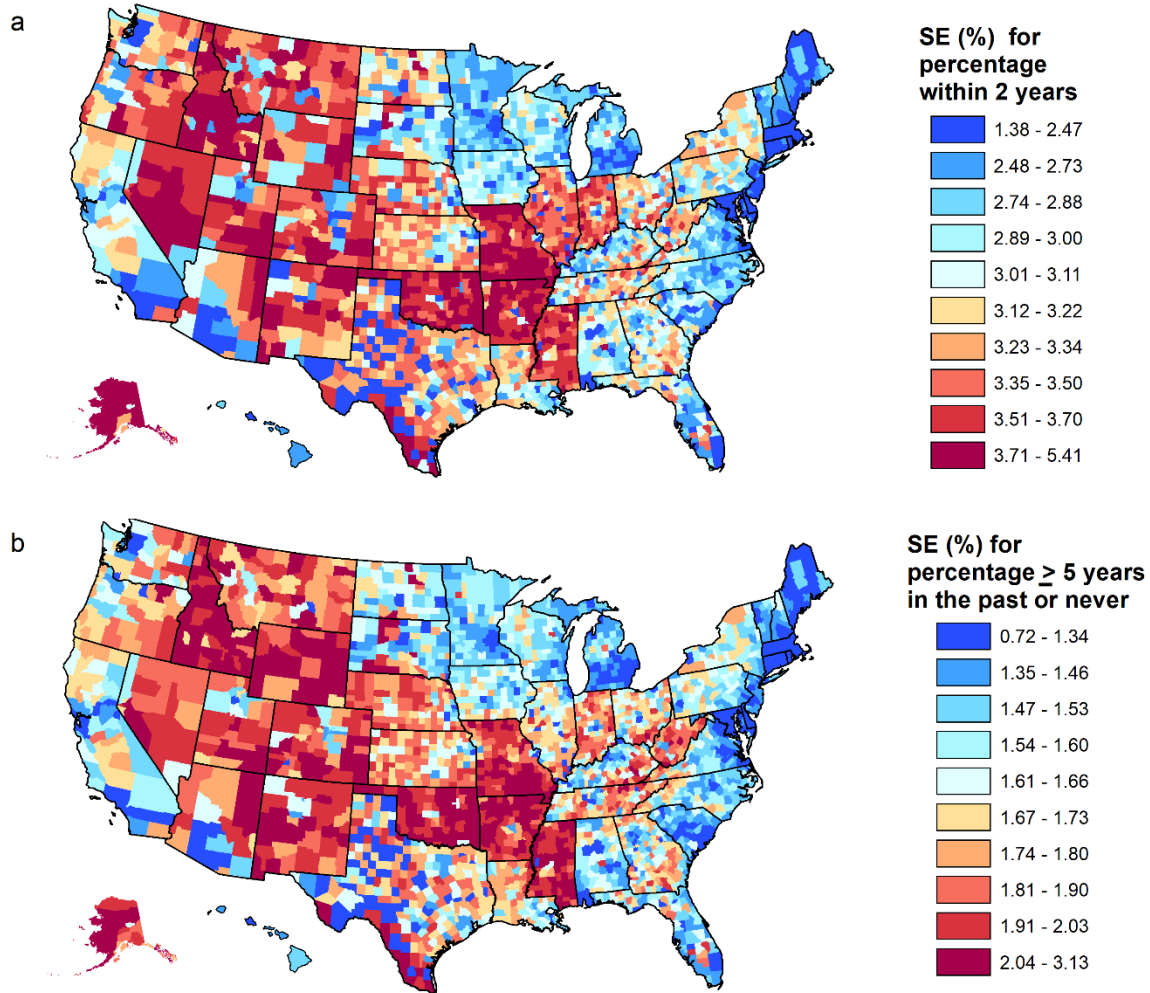 a
SE (%) for
percentage
within 2 years
1.38 - 2.47
2.48 - 2.73
2.74 - 2.88
2.89 - 3.00
3.01 - 3.11
3.12 - 3.22
3.23 - 3.34
3.35 - 3.50
3.51 - 3.70
3.71 - 5.41
b
SE (%) for
percentage ≥ 5 years
in the past or never
0.72 - 1.34
1.35 - 1.46
1.47 - 1.53
1.54 - 1.60
1.61 - 1.66
1.67 - 1.73
1.74 - 1.80
1.81 - 1.90
1.91 - 2.03
2.04 - 3.13